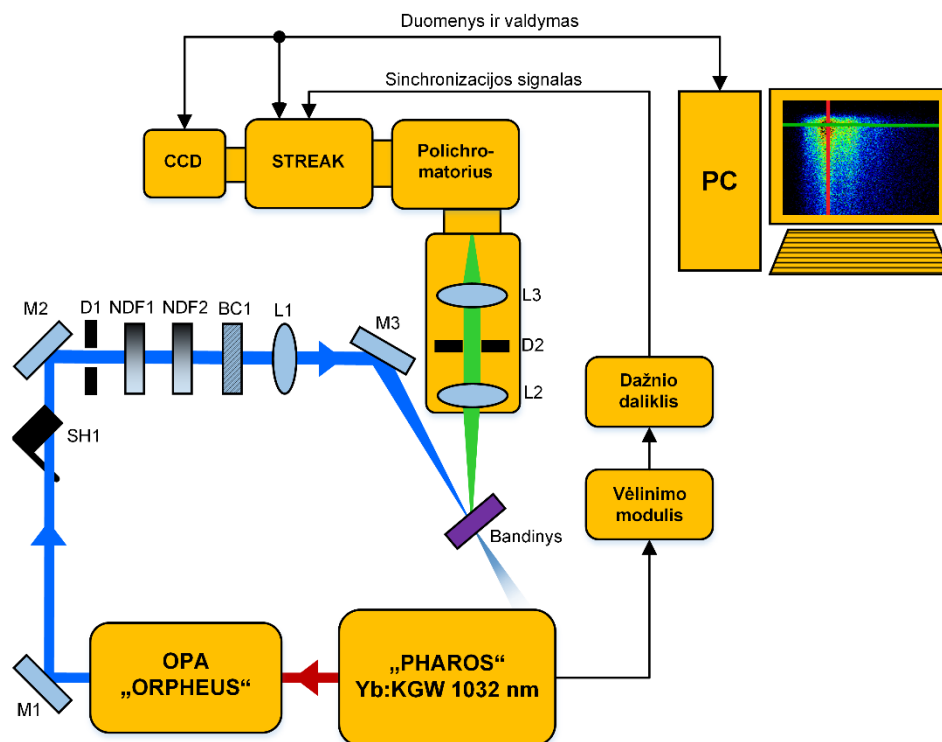 Duomenys ir valdymas
Sinchronizacijos signalas
CCD
STREAK
Polichro-
matorius
PC
L3
D2
L2
M2
D1
NDF1
NDF2
BC1
L1
M3
SH1
Bandinys
Dažnio
daliklis
Vėlinimo
modulis
M1
OPA
„ORPHEUS“
„PHAROS“
Yb:KGW 1032 nm